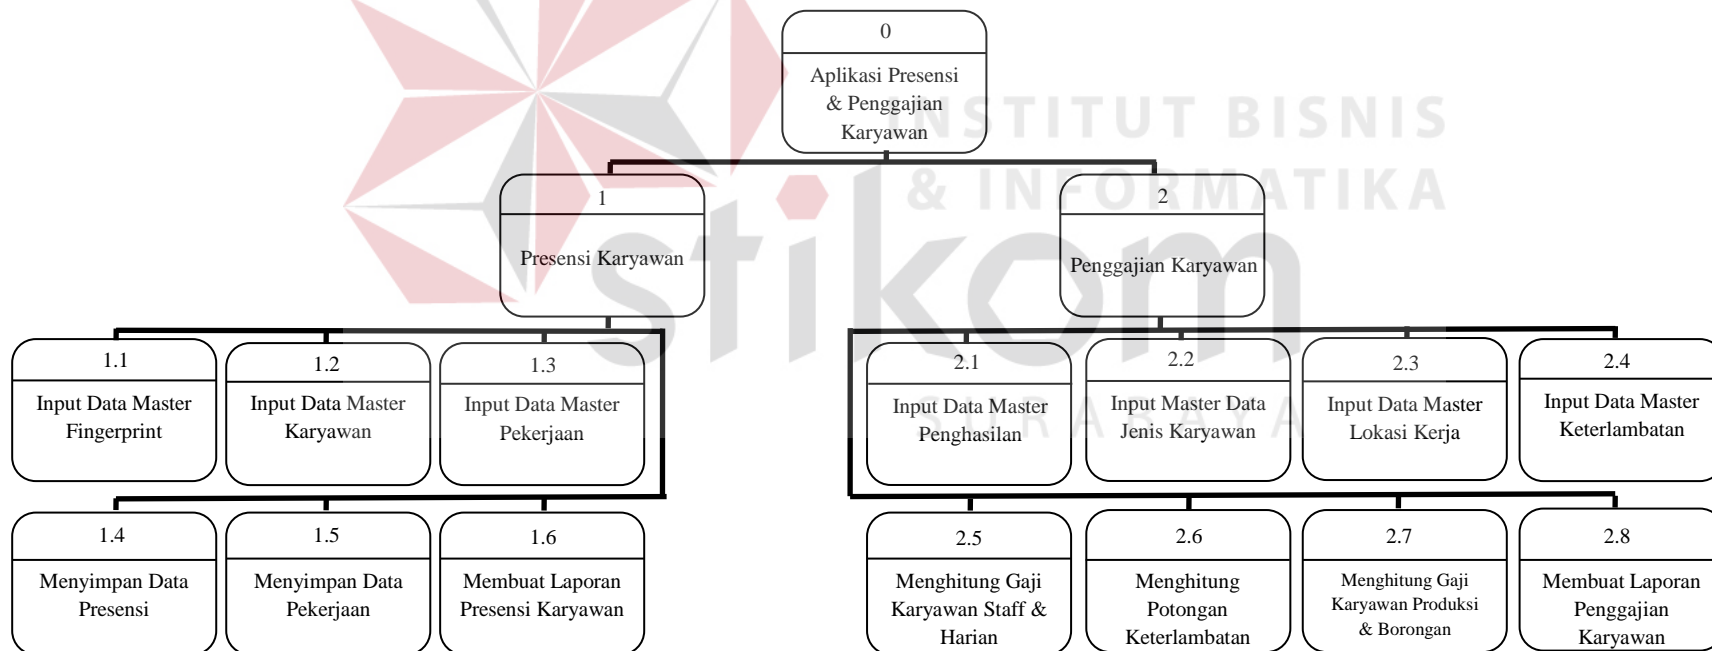 0
Aplikasi Presensi
& Penggajian
Karyawan
INSTITUT BISNIS
& INFORMATIKA
stikom
SURABAYA
1
Presensi Karyawan
2
Penggajian Karyawan
1.1
Input Data Master
Fingerprint
1.2
Input Data Master
Karyawan
1.3
Input Data Master
Pekerjaan
2.1
Input Data Master
Penghasilan
2.2
Input Master Data
Jenis Karyawan
2.3
Input Data Master
Lokasi Kerja
2.4
Input Data Master
Keterlambatan
1.4
Menyimpan Data
Presensi
1.5
Menyimpan Data
Pekerjaan
1.6
Membuat Laporan
Presensi Karyawan
2.5
Menghitung Gaji
Karyawan Staff &
Harian
2.6
Menghitung
Potongan
Keterlambatan
2.7
Menghitung Gaji
Karyawan Produksi
& Borongan
2.8
Membuat Laporan
Penggajian
Karyawan